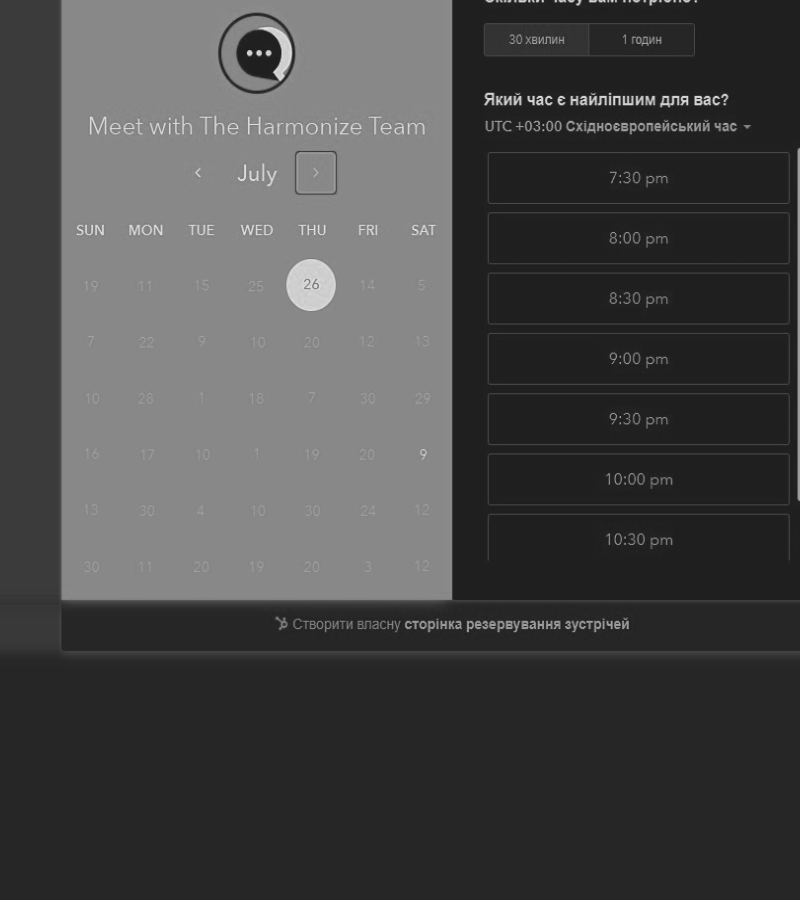 Meet with The Harmonize Team
July
SUN MON TUE WED THU FRI SAT
19 11 15 25 26 14 5
7 22 9 10 20 12 13
10 28 1 18 7 30 29
16 17 10 1 19 20 9
13 30 4 10 30 24 12
30 11 20 19 20 3 12
Скільки часу вам потрібно?
30 хвилин 1 годин
Який час є найліпшим для вас?
UTC +03:00 Східноєвропейський час
7:30 pm
8:00 pm
8:30 pm
9:00 pm
9:30 pm
10:00 pm
10:30 pm
Створити власну сторінка резервування зустрічей